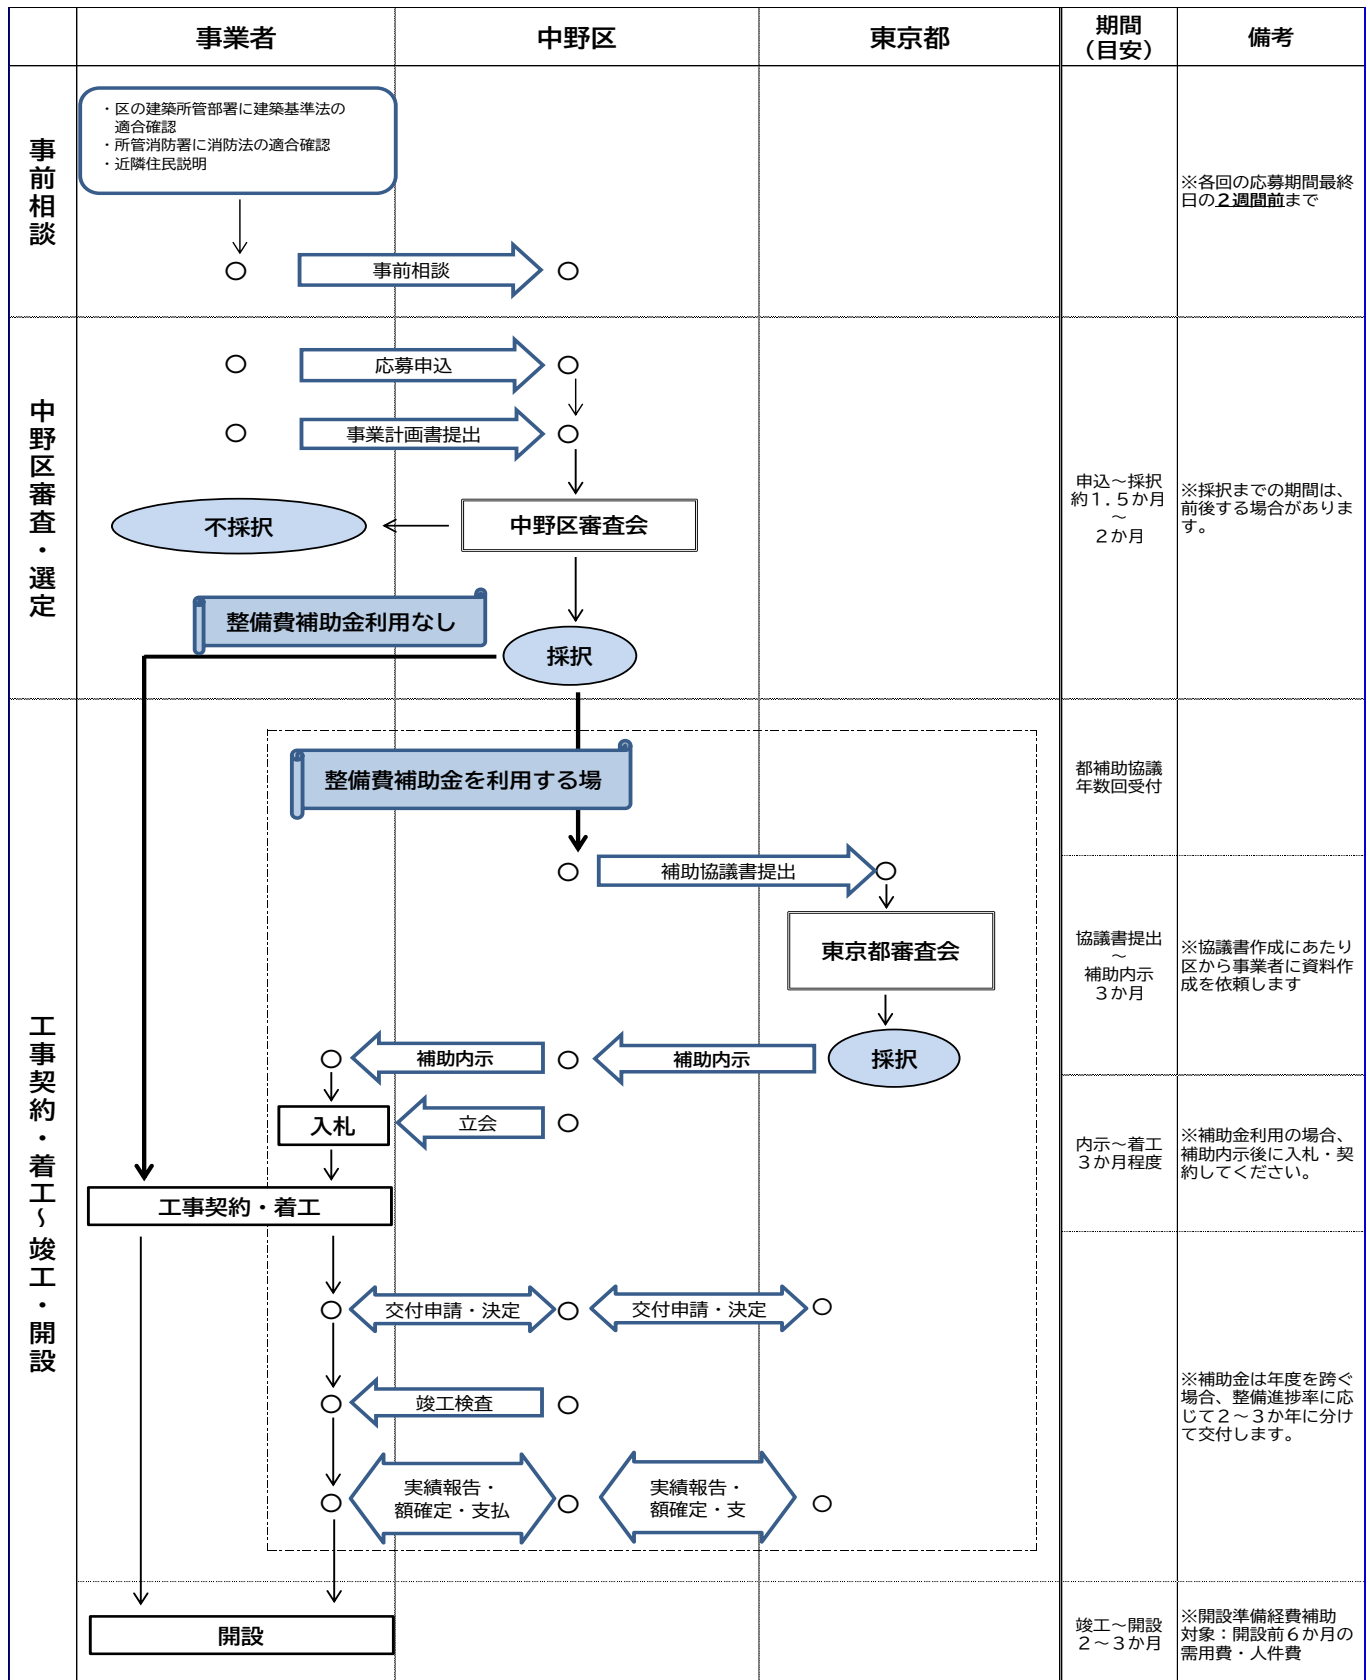 事業者
中野区
東京都
期間
（目安）
備考
事前相談
・区の建築所管部署に建築基準法の
適合確認
・所管消防署に消防法の適合確認
・近隣住民説明
※各回の応募期間最終
日の２週間前まで
事前相談
中野区審査・選定
応募申込
事業計画書提出
申込～採択
約１.５か月
～
２か月
※採択までの期間は、
前後する場合がありま
す。
不採択
中野区審査会
整備費補助金利用なし
採択
工事契約・着工～竣工・開設
整備費補助金を利用する場
都補助協議
年数回受付
補助協議書提出
東京都審査会
協議書提出
～
補助内示
３か月
※協議書作成にあたり
区から事業者に資料作
成を依頼します
補助内示
補助内示
採択
入札
立会
内示～着工
３か月程度
※補助金利用の場合、
補助内示後に入札・契
約してください。
工事契約・着工
交付申請・決定
交付申請・決定
竣工検査
※補助金は年度を跨ぐ
場合、整備進捗率に応
じて２～３か年に分け
て交付します。
実績報告・
額確定・支払
実績報告・
額確定・支
開設
竣工～開設
２～３か月
※開設準備経費補助
対象：開設前６か月の
需用費・人件費